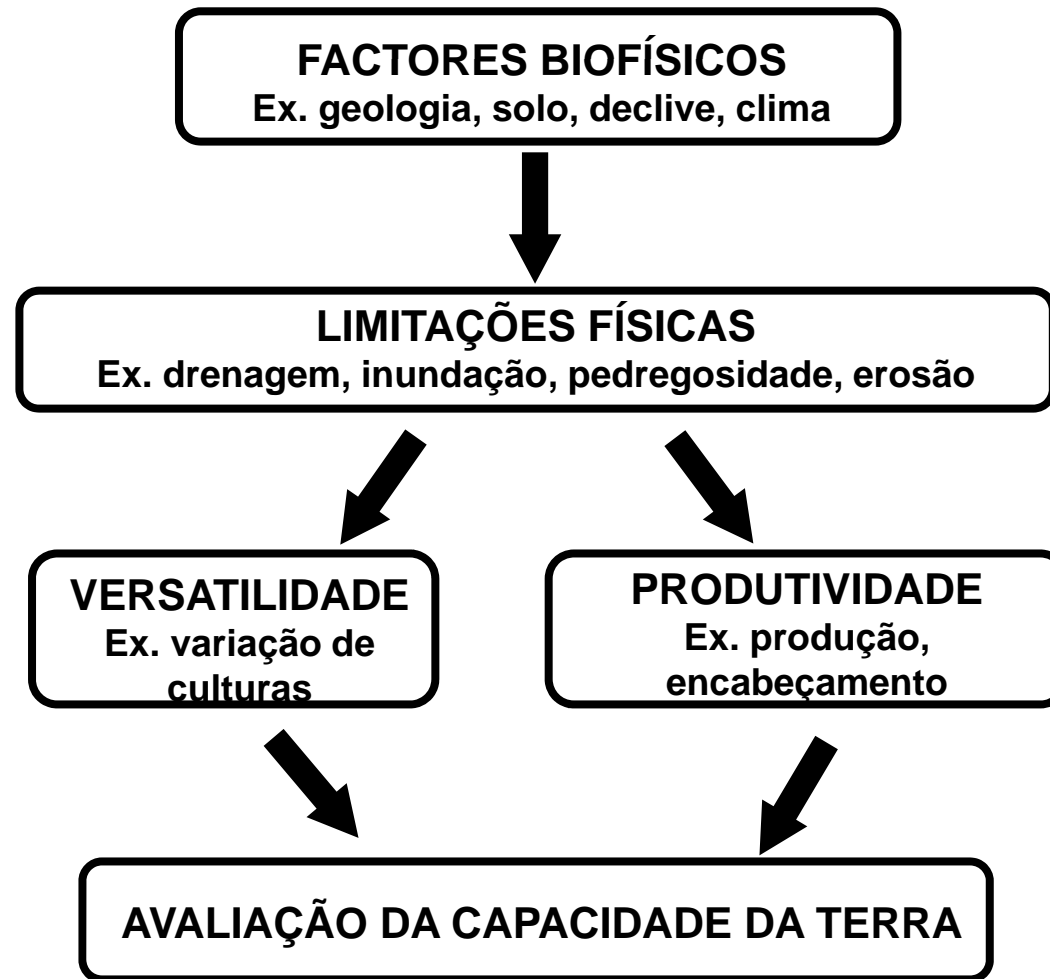 FACTORES BIOFÍSICOS
Ex. geologia, solo, declive, clima
LIMITAÇÕES FÍSICAS
Ex. drenagem, inundação, pedregosidade, erosão
VERSATILIDADE
Ex. variação de
culturas
PRODUTIVIDADE
Ex. produção,
encabeçamento
AVALIAÇÃO DA CAPACIDADE DA TERRA